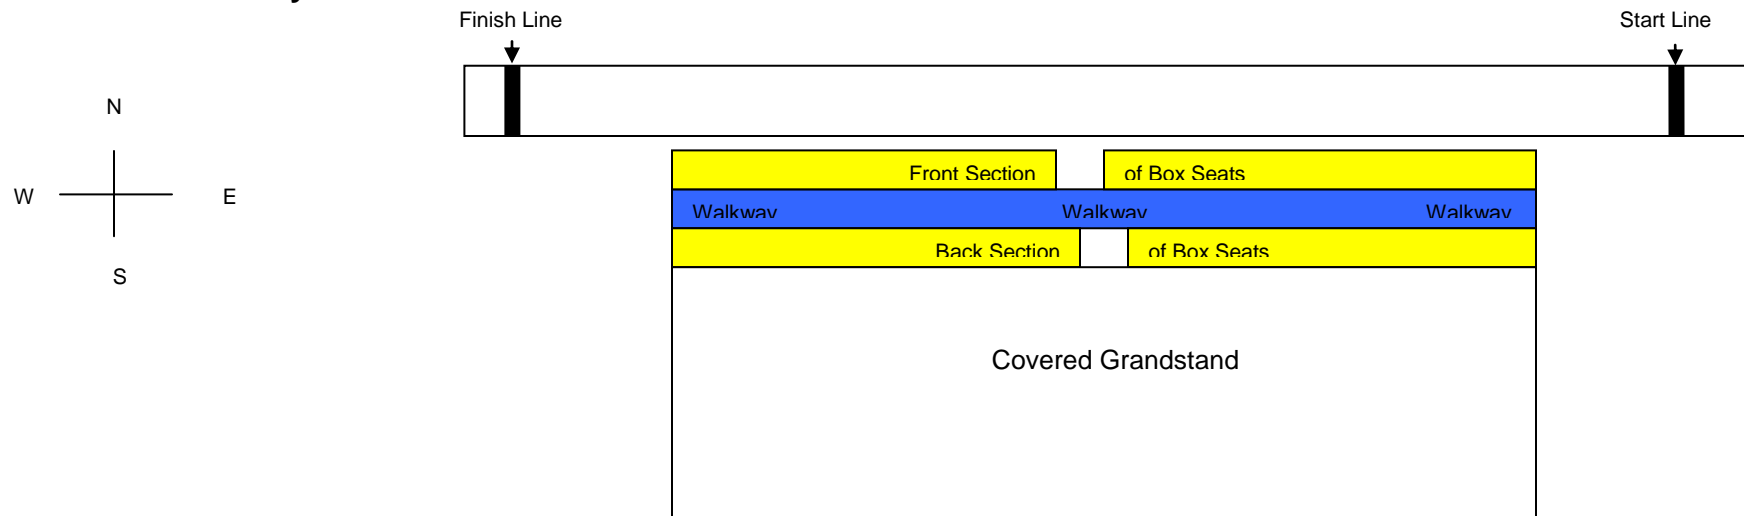 Finish Line
Start Line
N
W
E
S
Front Section of Box Seats
Walkway Walkway Walkway
Back Section of Box Seats
Covered Grandstand